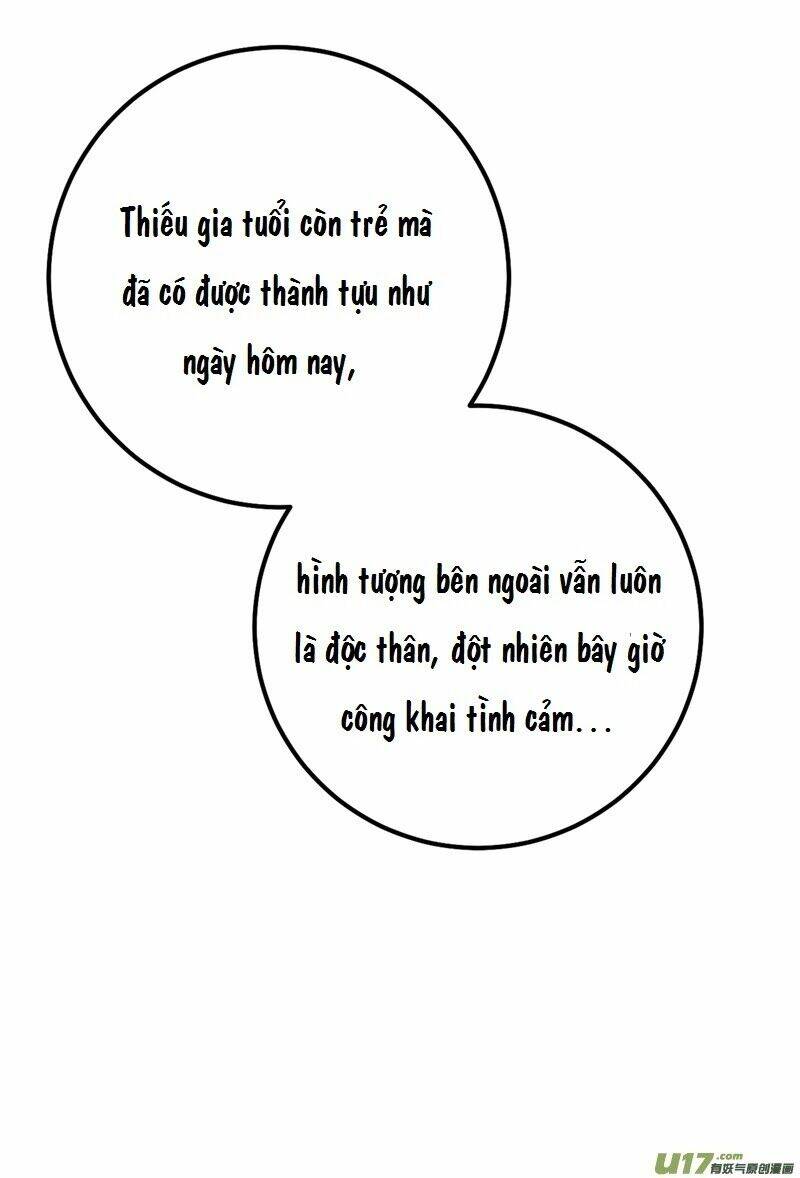 Thiếu gia tuổi còn trẻ mà
đã có được thành tựu như
ngày hôm nay,
hình tượng bên ngoài vẫn luôn
là độc thân, đột nhiên bây giờ
công khai tình cảm...
U17.com
有妖气原创漫画